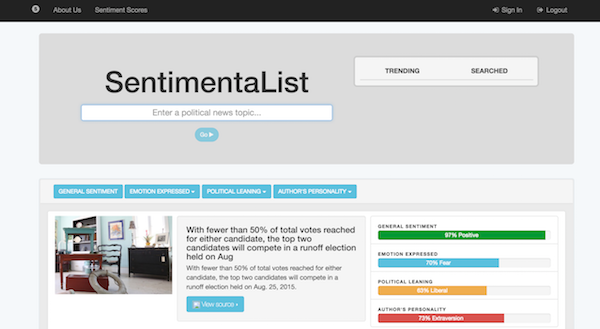 About Us Sentiment Scores Sign In Logout
SentimentaList
Enter a political news topic...
Go
TRENDING SEARCHED
GENERAL SENTIMENT EMOTION EXPRESSED POLITICAL LEANING AUTHOR'S PERSONALITY
With fewer than 50% of total votes reached
for either candidate, the top two
candidates will compete in a runoff election
held on Aug
With fewer than 50% of total votes reached for either
candidate, the top two candidates will compete in a
runoff election held on Aug. 25, 2015.
View source
GENERAL SENTIMENT
97% Positive
EMOTION EXPRESSED
70% Fear
POLITICAL LEANING
Liberal
AUTHOR'S PERSONALITY
73% Extraversion